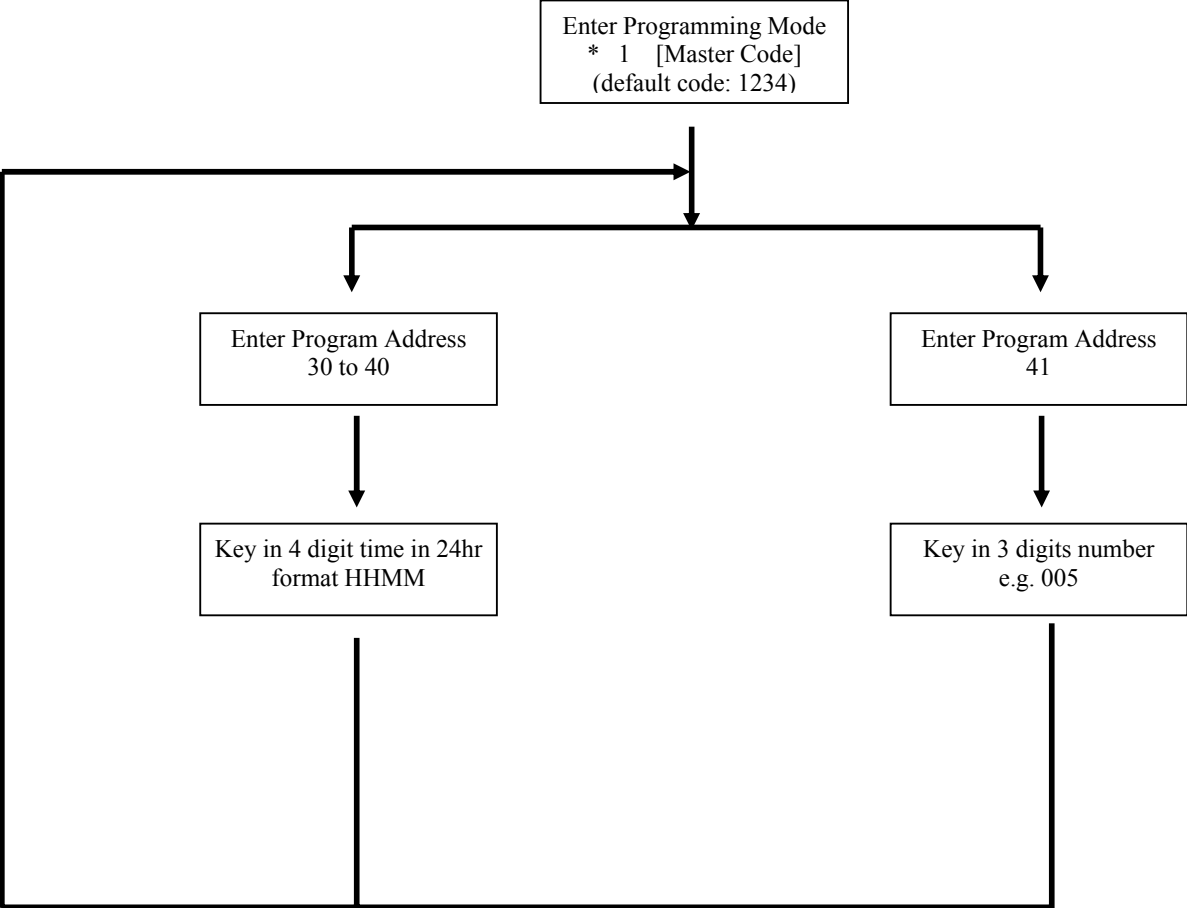 Enter Programming Mode
* 1 [Master Code]
(default code: 1234)
Enter Program Address
30 to 40
Enter Program Address
41
Key in 4 digit time in 24hr
format HHMM
Key in 3 digits number
e.g. 005